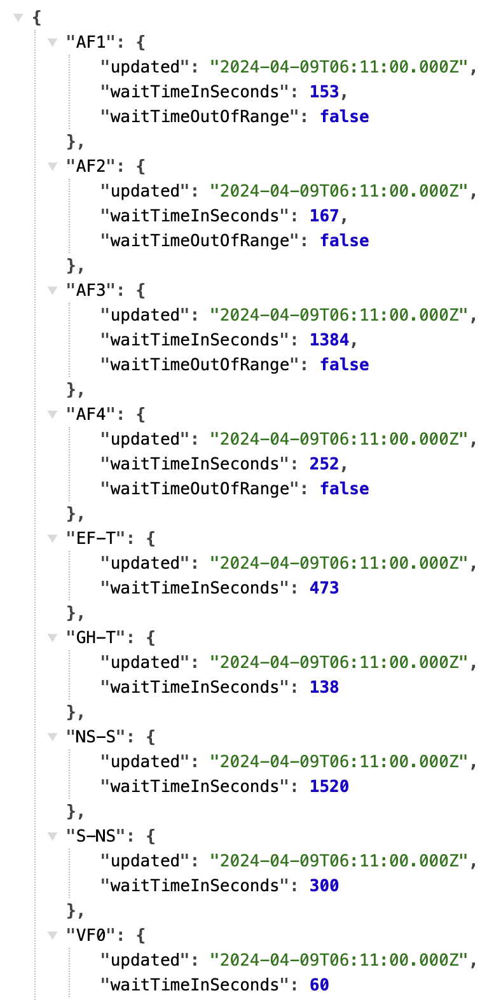 {
"AF1": {
"updated": "2024-04-09T06:11:00.000Z",
"waitTimeInSeconds": 153,
"waitTimeOutOfRange": false
},
"AF2": {
"updated": "2024-04-09T06:11:00.000Z",
"waitTimeInSeconds": 167,
"waitTimeOutOfRange": false
},
"AF3": {
"updated": "2024-04-09T06:11:00.000Z",
"waitTimeInSeconds": 1384,
"waitTimeOutOfRange": false
},
"AF4": {
"updated": "2024-04-09T06:11:00.000Z",
"waitTimeInSeconds": 252,
"waitTimeOutOfRange": false
},
"EF-T": {
"updated": "2024-04-09T06:11:00.000Z",
"waitTimeInSeconds": 473
},
"GH-T": {
"updated": "2024-04-09T06:11:00.000Z",
"waitTimeInSeconds": 138
},
"NS-S": {
"updated": "2024-04-09T06:11:00.000Z",
"waitTimeInSeconds": 1520
},
"S-NS": {
"updated": "2024-04-09T06:11:00.000Z",
"waitTimeInSeconds": 300
},
"VF0": {
"updated": "2024-04-09T06:11:00.000Z",
"waitTimeInSeconds": 60